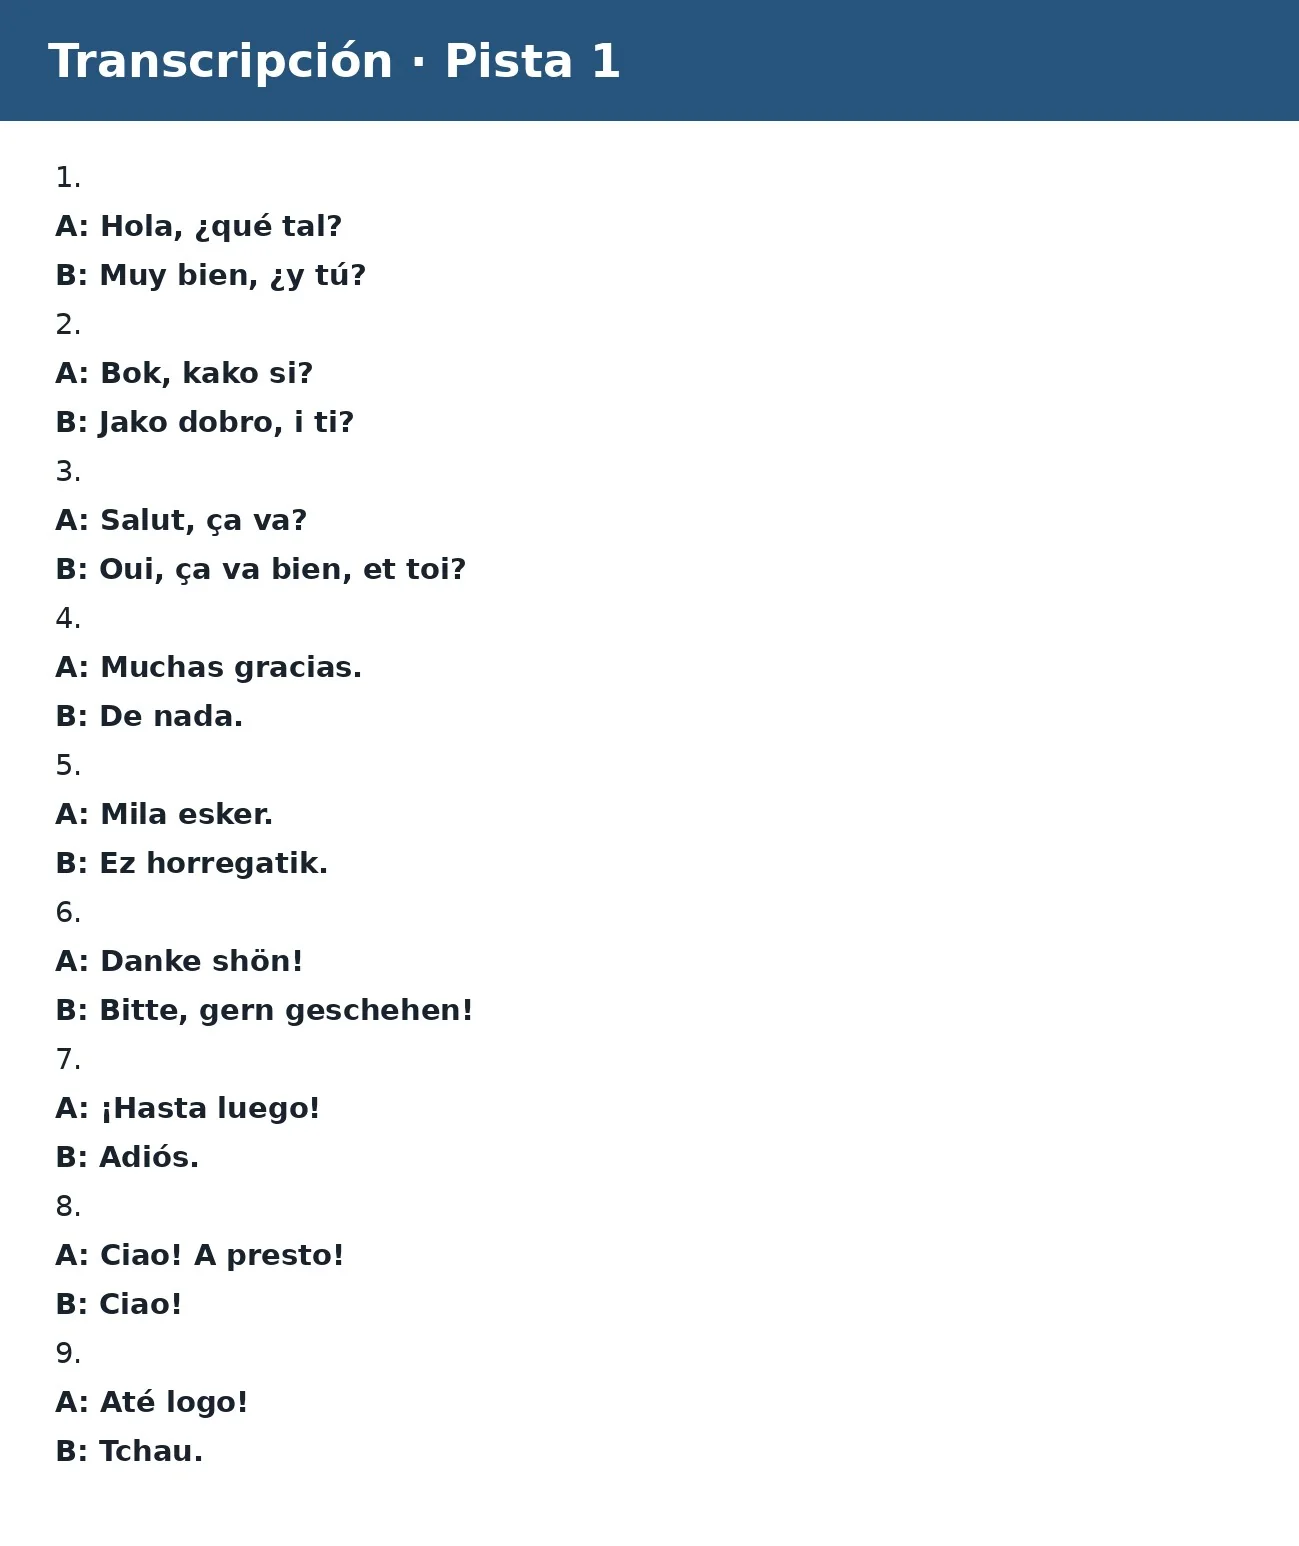 Transcripción · Pista 1
1.
A: Hola, ¿qué tal?
B: Muy bien, ¿y tú?
2.
A: Bok, kako si?
B: Jako dobro, i ti?
3.
A: Salut, ça va?
B: Oui, ça va bien, et toi?
4.
A: Muchas gracias.
B: De nada.
5.
A: Mila esker.
B: Ez horregatik.
6.
A: Danke shön!
B: Bitte, gern geschehen!
7.
A: ¡Hasta luego!
B: Adiós.
8.
A: Ciao! A presto!
B: Ciao!
9.
A: Até logo!
B: Tchau.